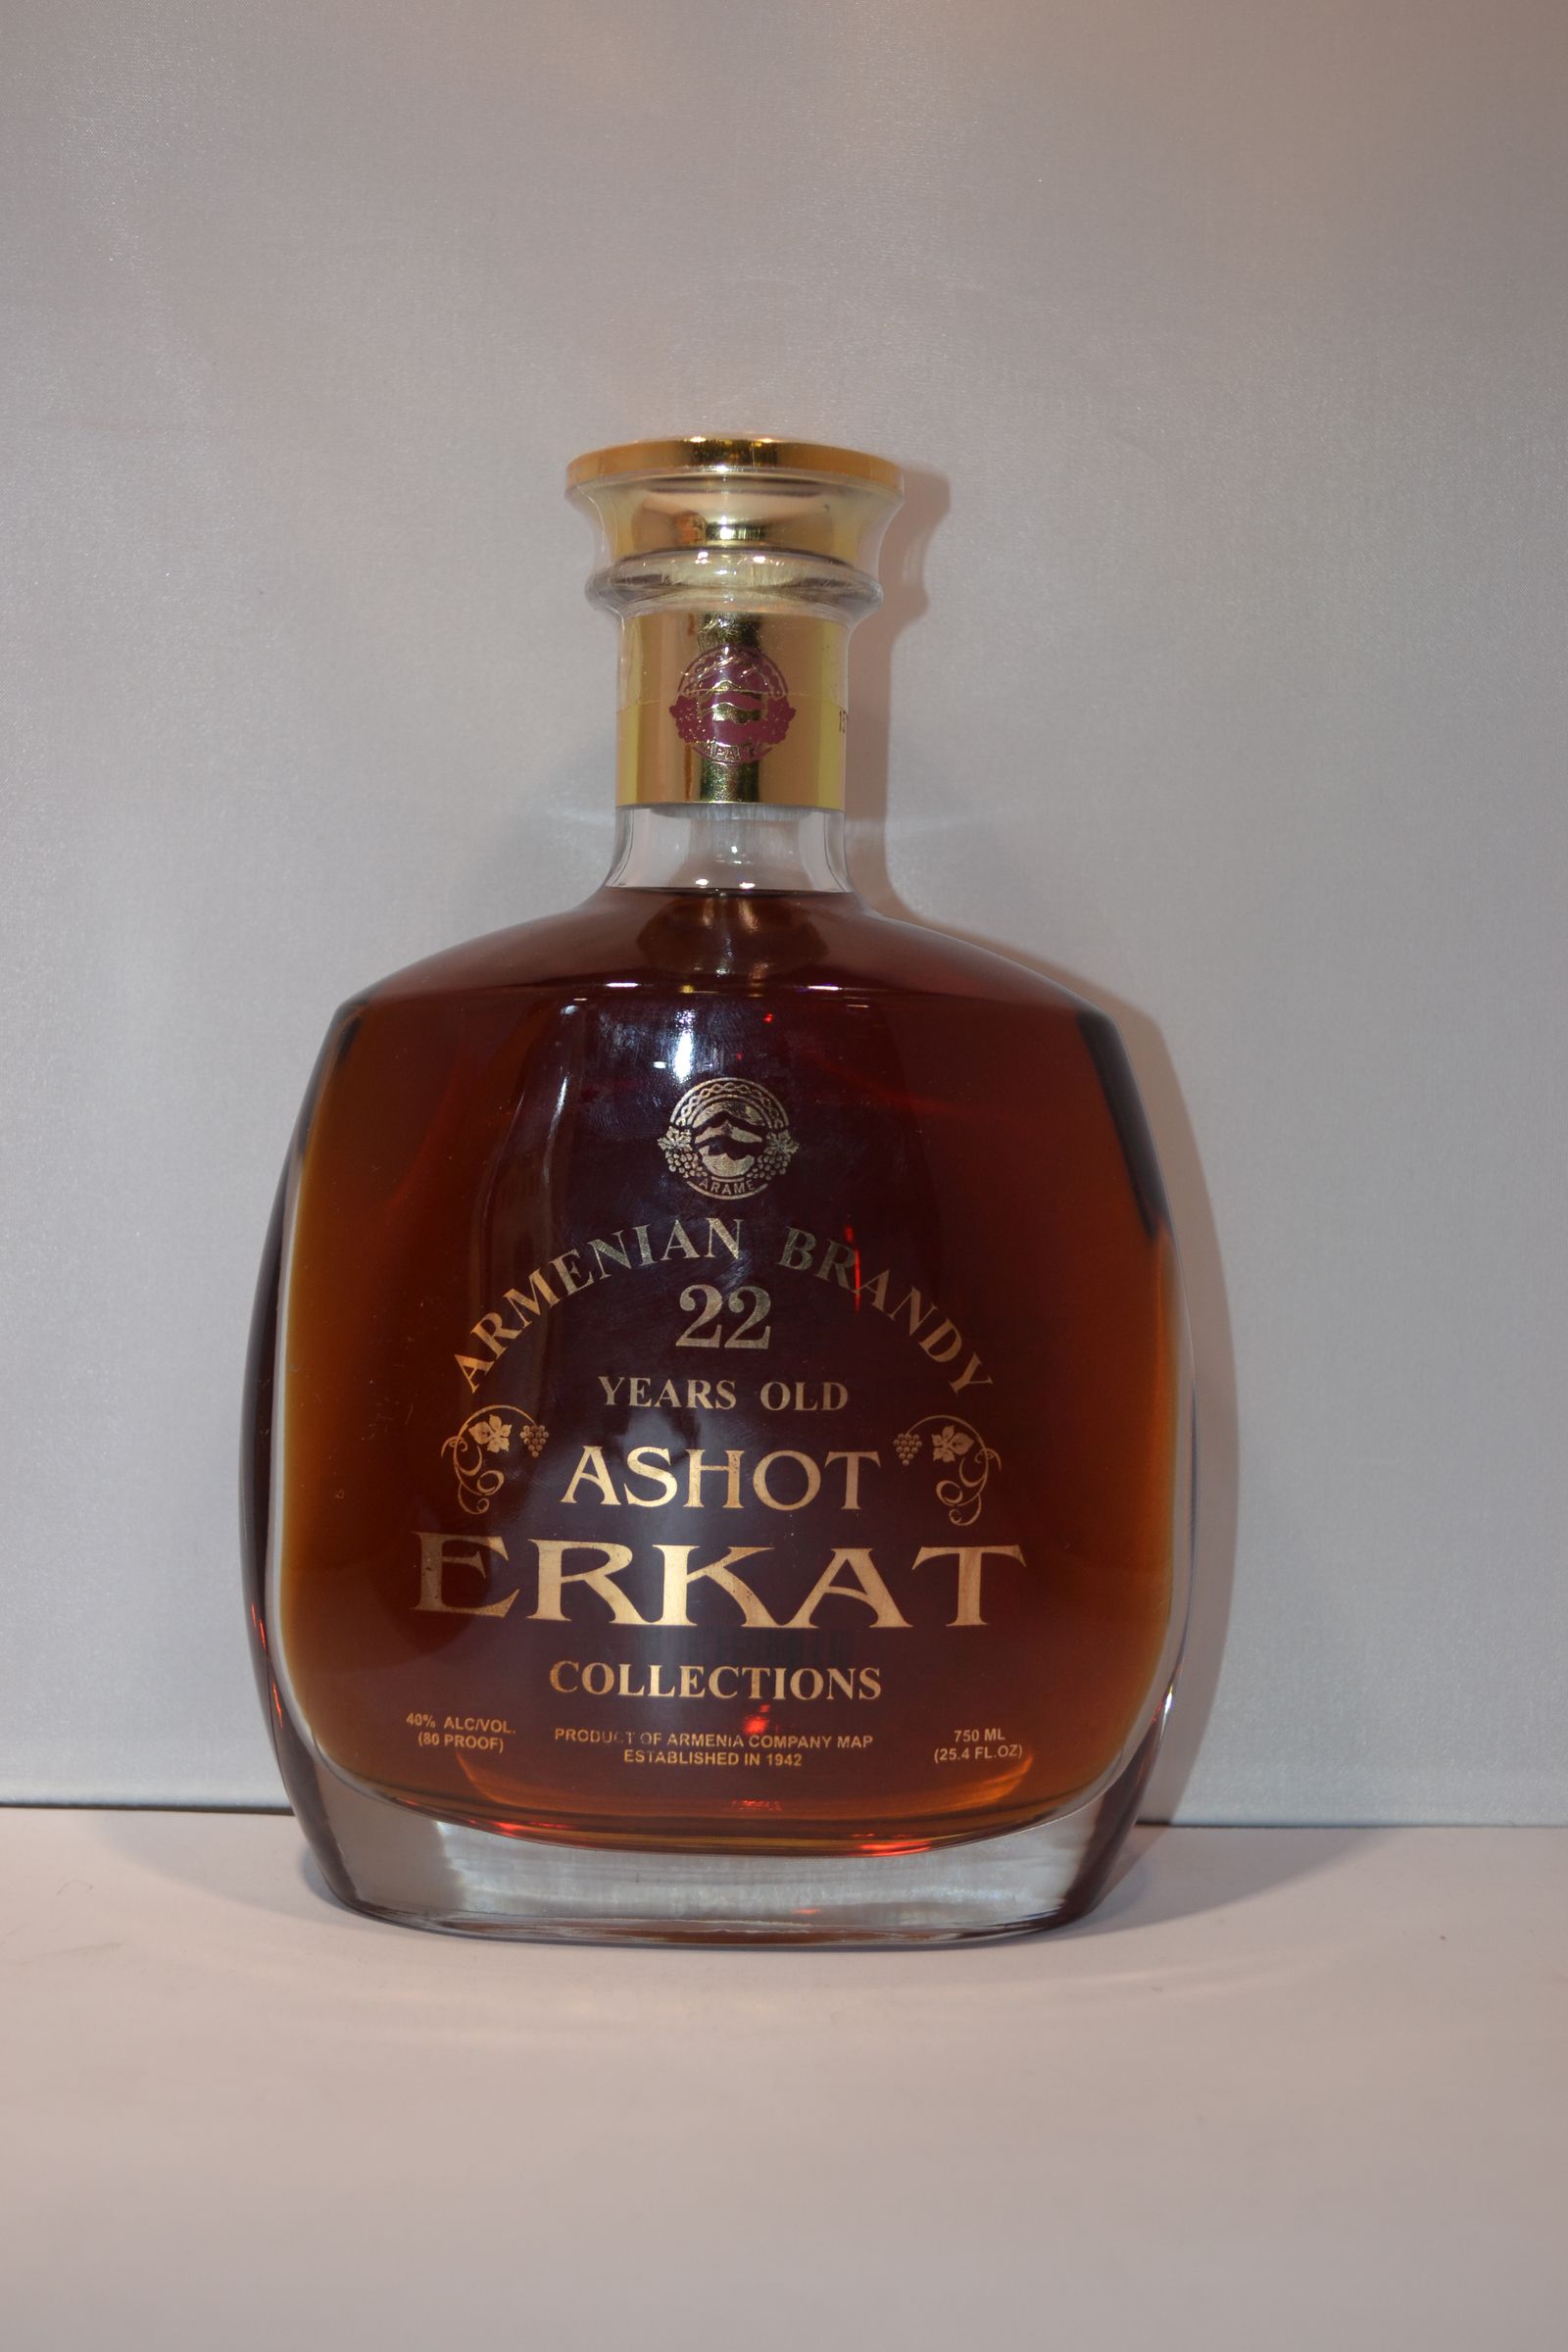 ARAME
ARMENIAN BRANDY
22
YEARS OLD
ASHOT
ERKAT
COLLECTIONS
40% ALC/VOL.
(80 PROOF)
PRODUCT OF ARMENIA COMPANY MAP
ESTABLISHED IN 1942
750 ML
(25.4 FL.OZ)